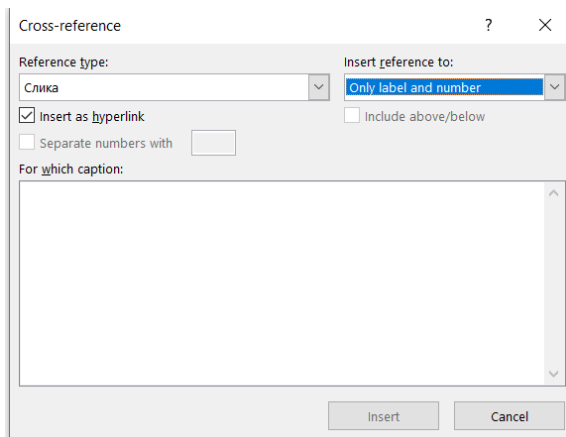 Cross-reference ?
Reference type: Insert reference to:
Слика Only label and number
Insert as hyperlink Include above/below
Separate numbers with
For which caption:
Insert Cancel